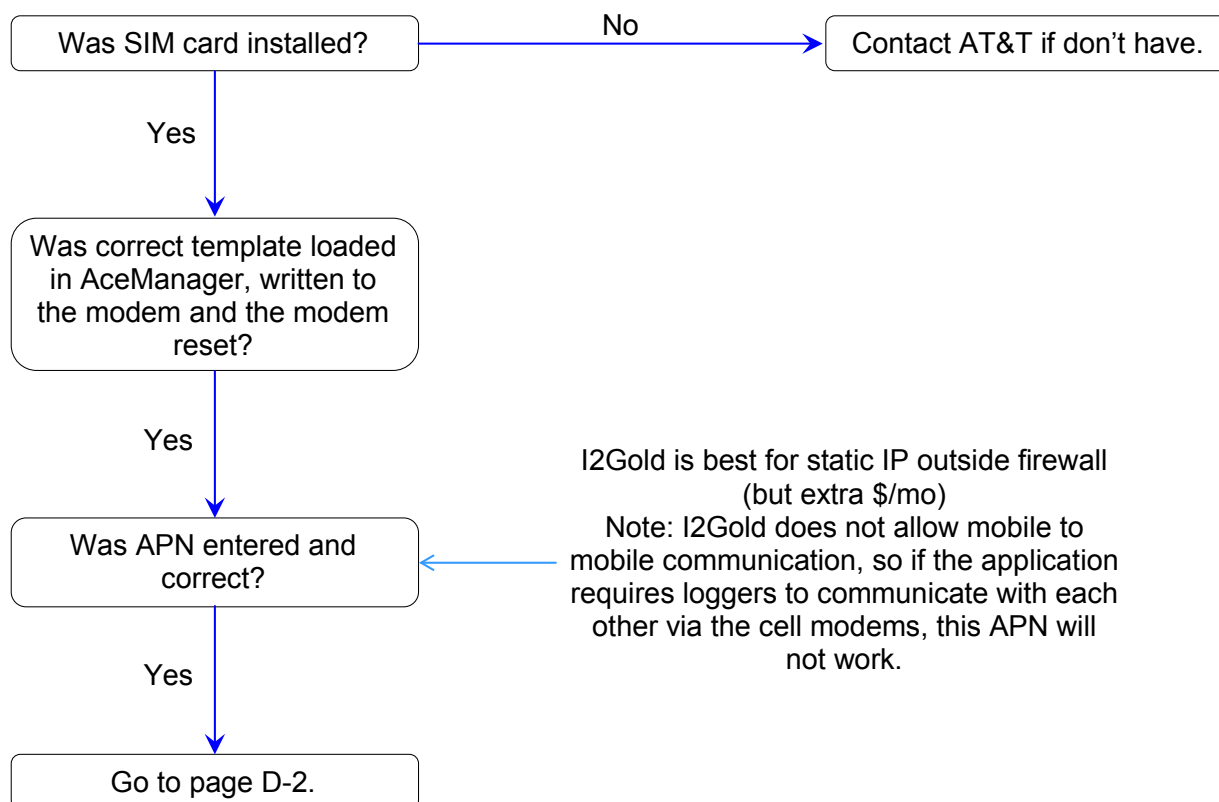 Was SIM card installed?
No
Contact AT&T if don’t have.
Yes
Was correct template loaded
in AceManager, written to
the modem and the modem
reset?
Yes
I2Gold is best for static IP outside firewall
(but extra $/mo)
Note: I2Gold does not allow mobile to
mobile communication, so if the application
requires loggers to communicate with each
other via the cell modems, this APN will
not work.
Was APN entered and
correct?
Yes
Go to page D-2.